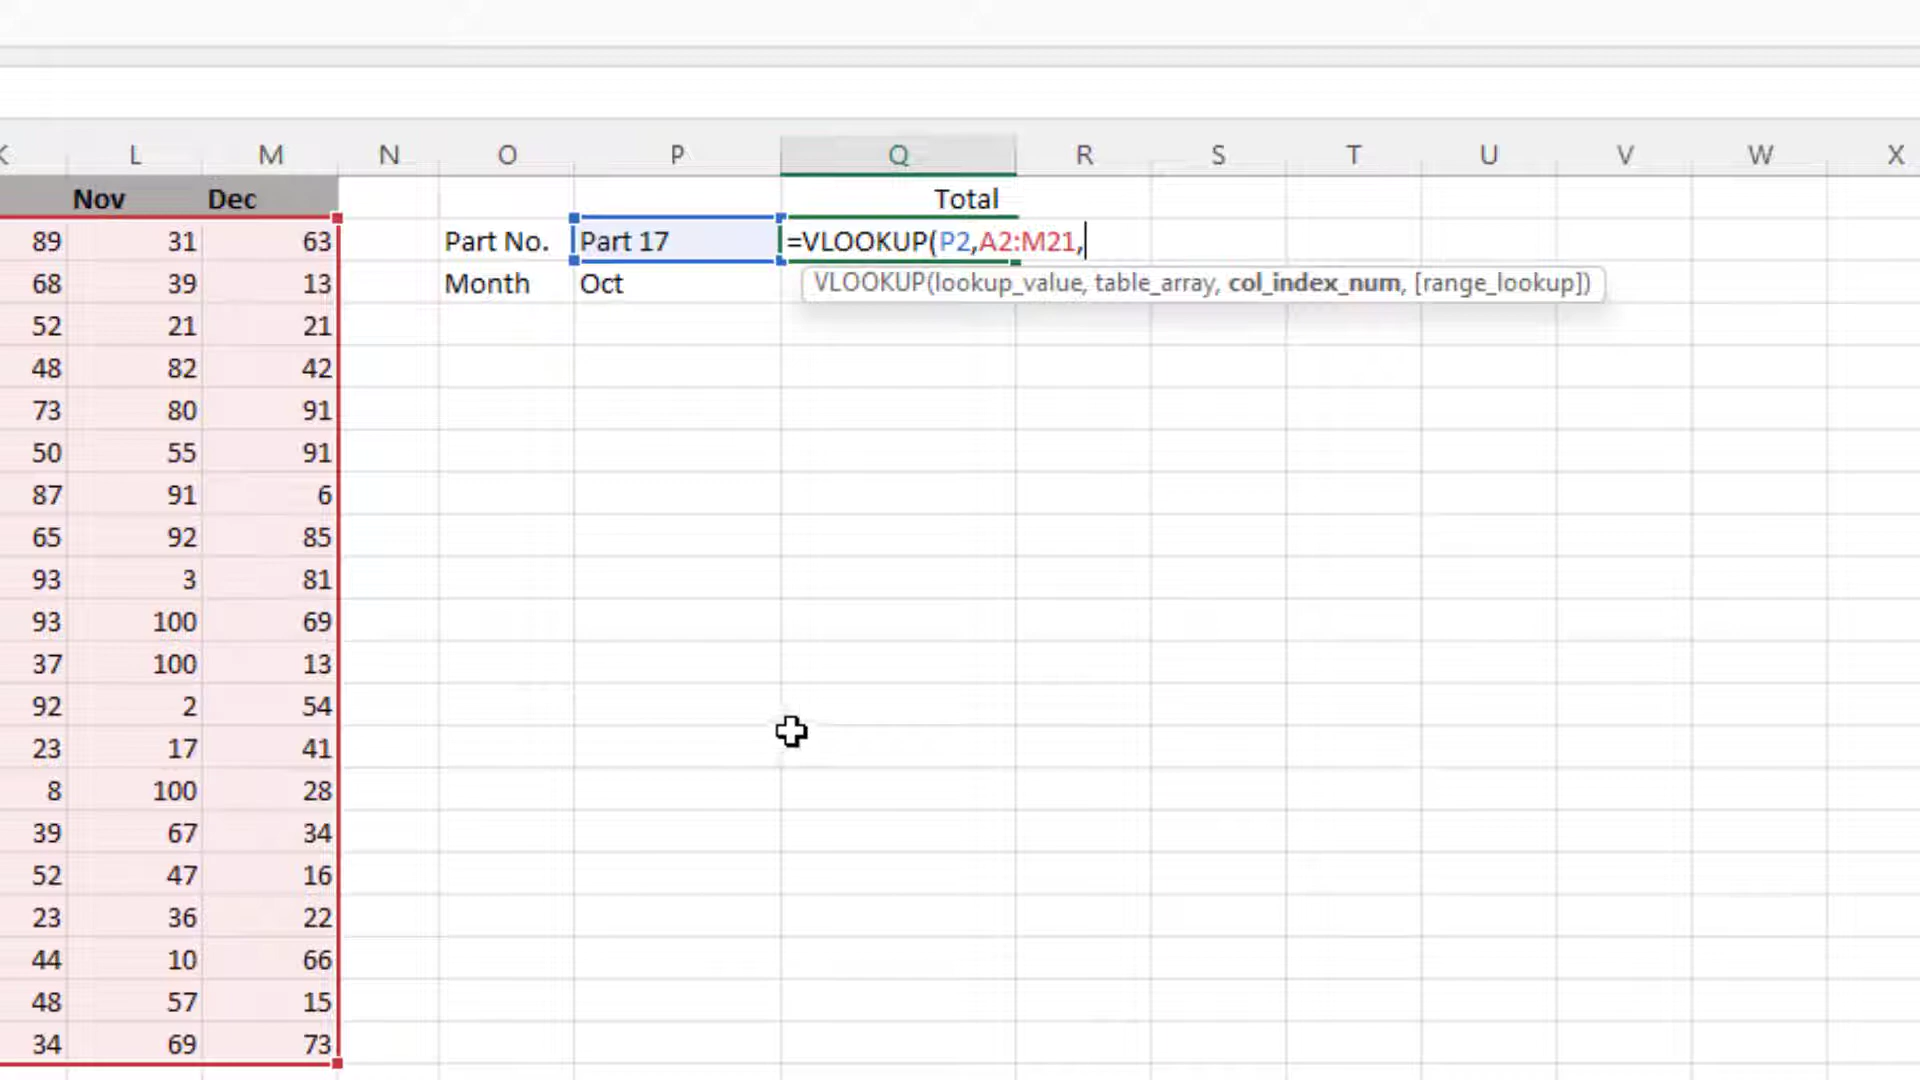 K L M N O P Q R S T U V W X
Nov Dec Total
89 31 63 Part No. Part 17 =VLOOKUP(P2,A2:M21,
68 39 13 Month Oct VLOOKUP(lookup_value, table_array, col_index_num, [range_lookup])
52 21 21
48 82 42
73 80 91
50 55 91
87 91 6
65 92 85
93 3 81
93 100 69
37 100 13
92 2 54
23 17 41
8 100 28
39 67 34
52 47 16
23 36 22
44 10 66
48 57 15
34 69 73